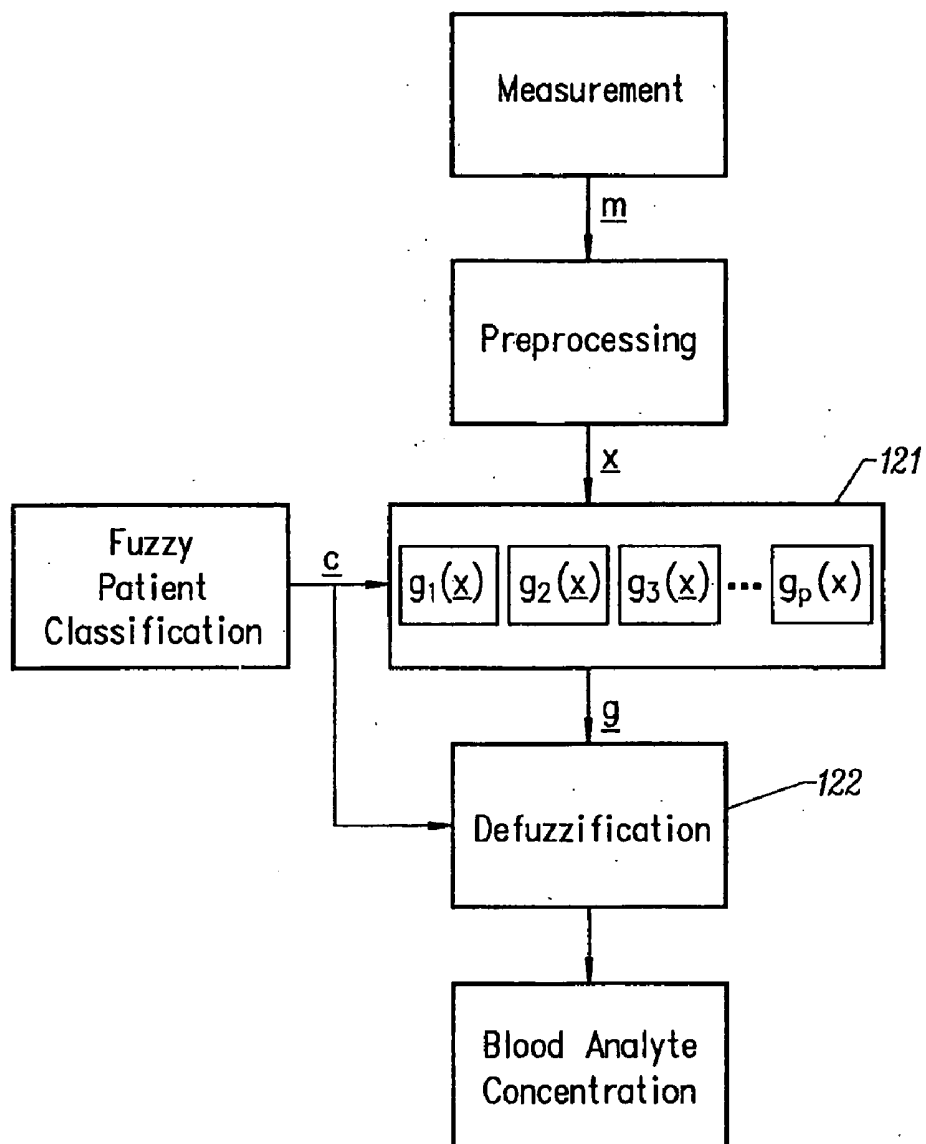 Measurement
m
Preprocessing
x
121
Fuzzy
Patient
Classification
c
g₁(x) g₂(x) g₃(x) ... gₚ(x)
g
122
Defuzzification
Blood Analyte
Concentration